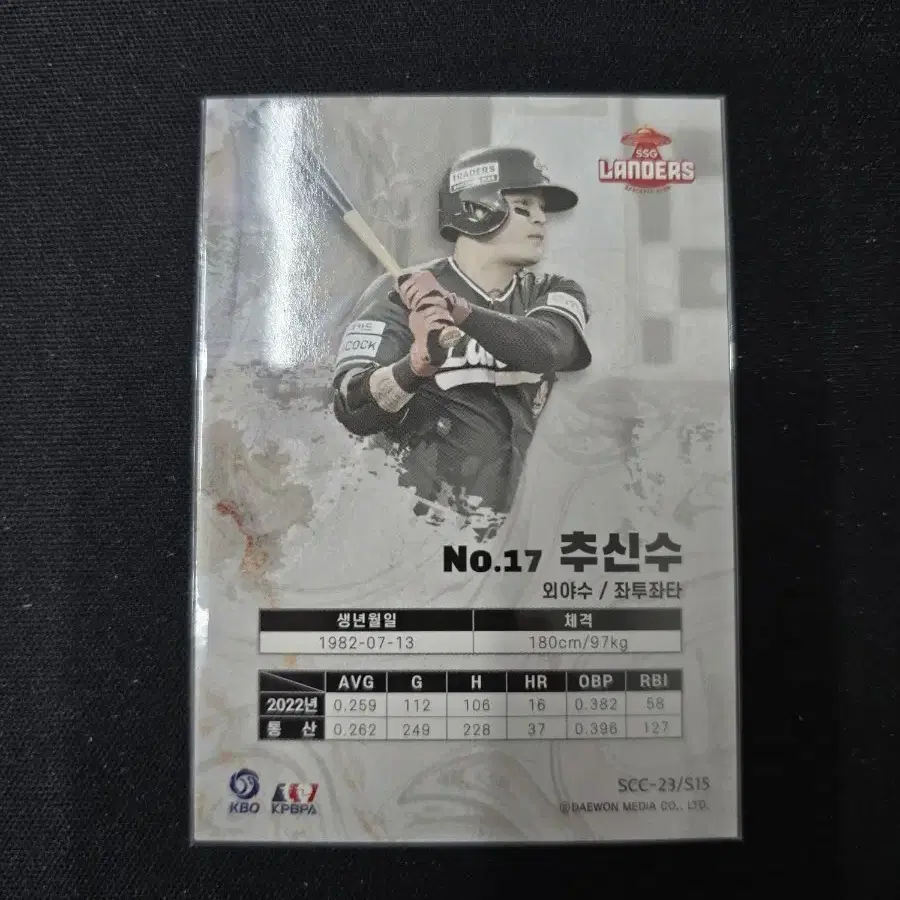 TRADERS
SSG
LANDERS
COCK
No.17 추신수
외야수 / 좌투좌타
생년월일 체격
1982-07-13 180cm/97kg
AVG G H HR OBP RBI
2022년 0.259 112 106 16 0.382 58
통 산 0.262 249 228 37 0.396 127
KBO KPBPA
SCC-23/S15
ⓒDAEWON MEDIA CO., LTD.